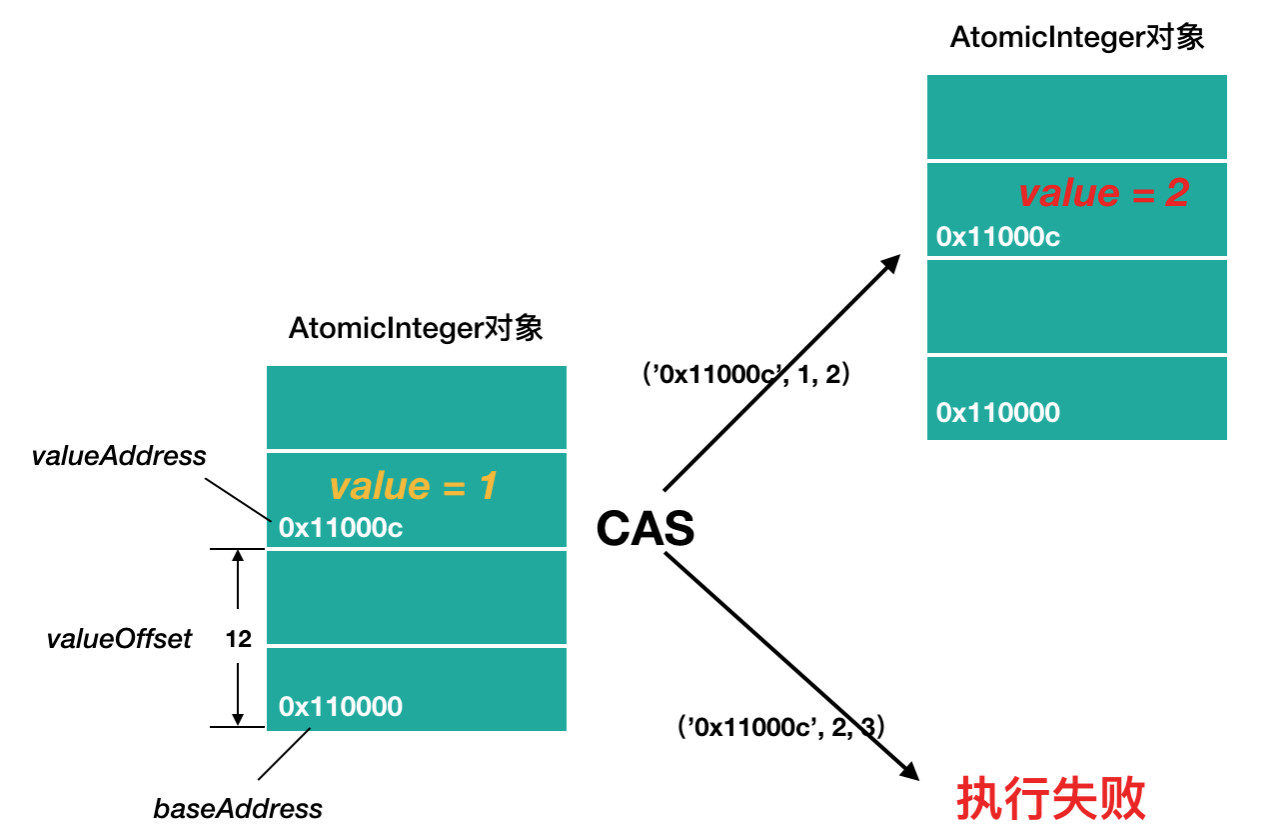 AtomicInteger对象
value = 2
0x11000c
0x110000
AtomicInteger对象
valueAddress
value = 1
0x11000c
valueOffset
12
0x110000
baseAddress
CAS
(’0x11000c’, 1, 2)
(’0x11000c’, 2, 3)
执行失败